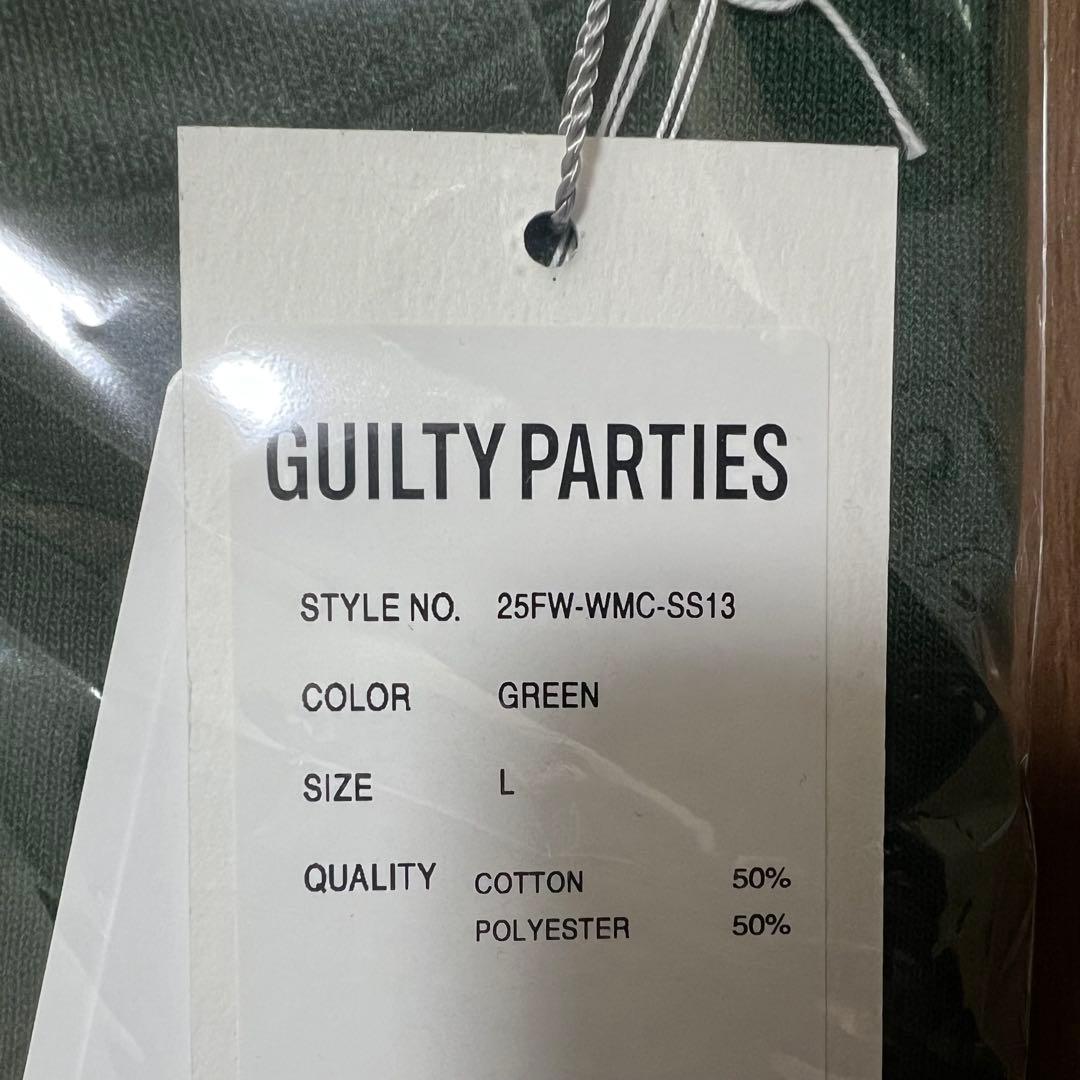 GUILTY PARTIES
STYLE NO. 25FW-WMC-SS13
COLOR GREEN
SIZE L
QUALITY COTTON 50%
POLYESTER 50%